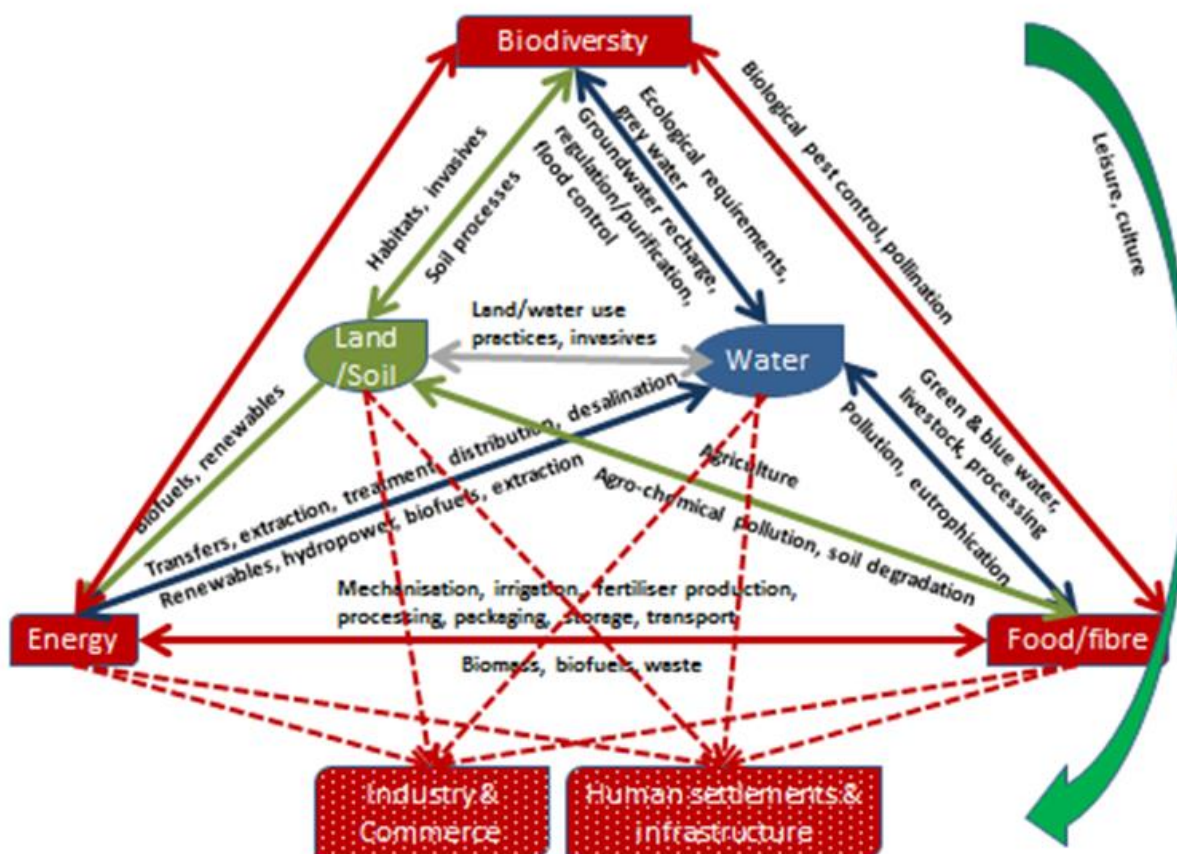 Biodiversity
Biological pest control, pollination
Leisure, culture
Ecological requirements,
grey water
Groundwater recharge,
regulation/purification,
flood control
Habitats, invasives
Soil processes
Land/water use
practices, invasives
Land
/Soil
Water
Biofuels, renewables
Transfers, extraction, treatment, distribution, desalination
Renewables, hydropower, biofuels, extraction
Agriculture
Agro-chemical pollution, soil degradation
Green & blue water,
livestock, processing
Pollution, eutrophication
Mechanisation, irrigation, fertiliser production,
processing, packaging, storage, transport
Energy
Food/fibre
Biomass, biofuels, waste
Industry &
Commerce
Human settlements &
infrastructure